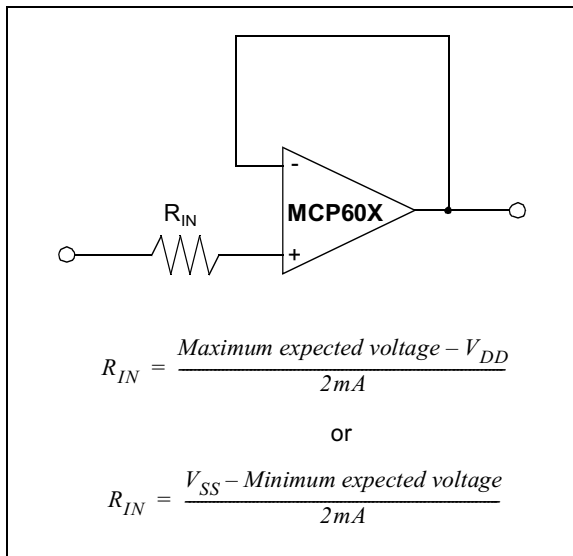 -
R_IN
MCP60X
+
R_IN = Maximum expected voltage – V_DD / 2mA
or
R_IN = V_SS – Minimum expected voltage / 2mA